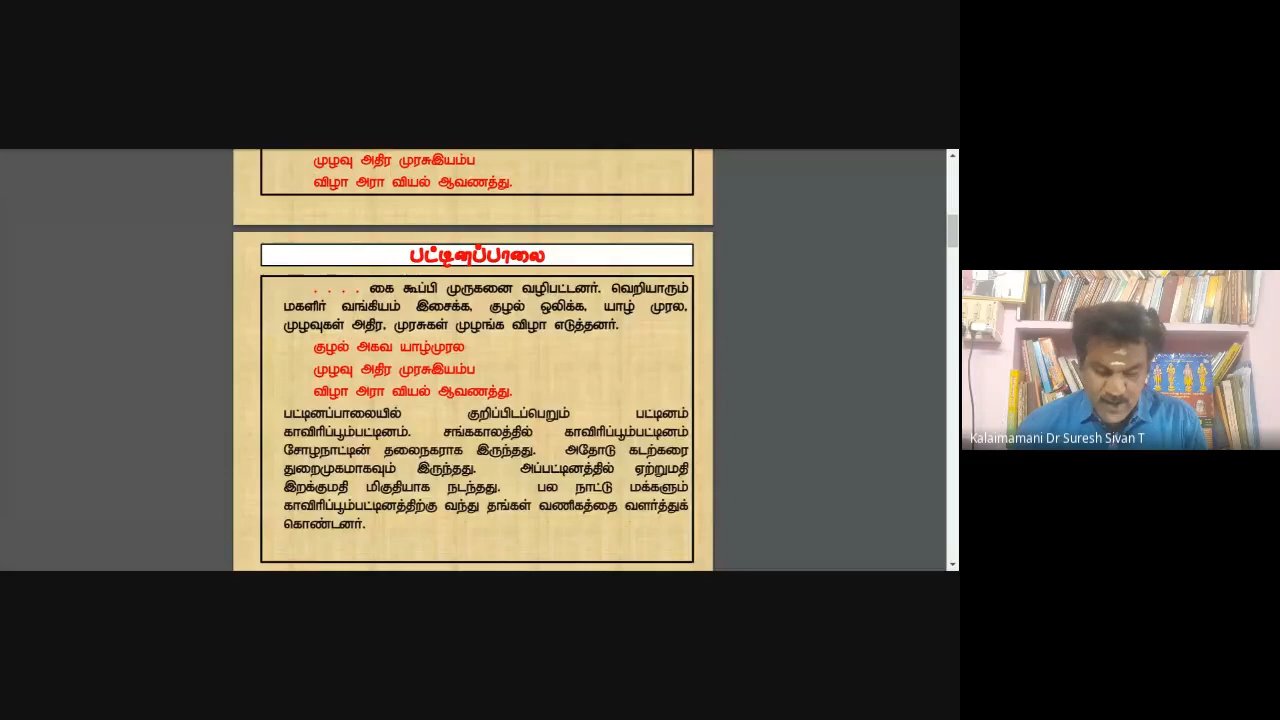 முழவு அதிர முரசுஇயம்ப
விழா அரா வியல் ஆவணத்து.
பட்டினப்பாலை
. . . . கை கூப்பி முருகனை வழிபட்டனர். வெறியாரும்
மகளிர் வங்கியம் இசைக்க, குழல் ஒலிக்க, யாழ் முரல,
முழவுகள் அதிர, முரசுகள் முழங்க விழா எடுத்தனர்.
குழல் அகவ யாழ்முரல
முழவு அதிர முரசுஇயம்ப
விழா அரா வியல் ஆவணத்து.
பட்டினப்பாலையில் குறிப்பிடப்பெறும் பட்டினம்
காவிரிப்பூம்பட்டினம். சங்ககாலத்தில் காவிரிப்பூம்பட்டினம்
சோழநாட்டின் தலைநகராக இருந்தது. அதோடு கடற்கரை
துறைமுகமாகவும் இருந்தது. அப்பட்டினத்தில் ஏற்றுமதி
இறக்குமதி மிகுதியாக நடந்தது. பல நாட்டு மக்களும்
காவிரிப்பூம்பட்டினத்திற்கு வந்து தங்கள் வணிகத்தை வளர்த்துக்
கொண்டனர்.
Kalaimamani Dr Suresh Sivan T